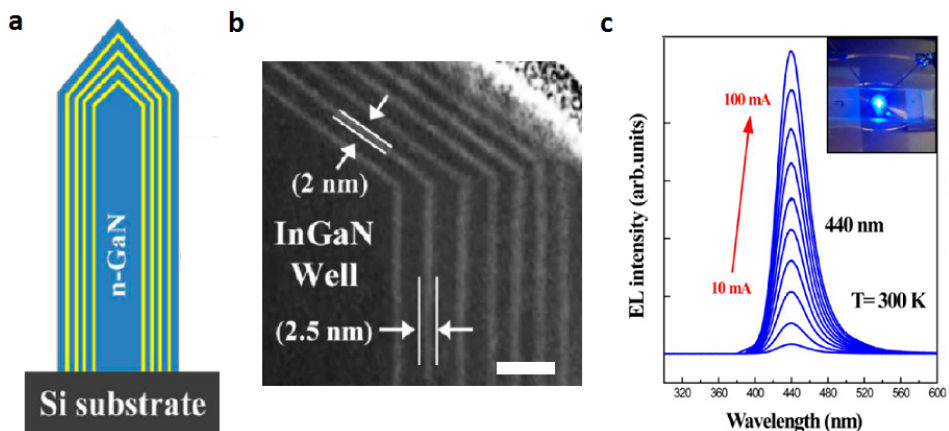 a
n-GaN
Si substrate
b
(2 nm)
InGaN
Well
(2.5 nm)
c
EL intensity (arb.units)
100 mA
10 mA
440 nm
T= 300 K
320 360 400 440 480 520 560 600
Wavelength (nm)